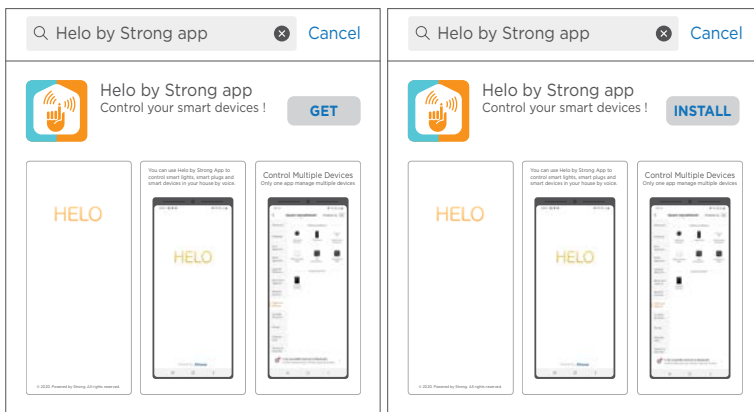 Helo by Strong app
Cancel
Helo by Strong app
Control your smart devices !
GET
HELO
© 2020. Powered by Strong. All rights reserved.
You can use Helo by Strong App to
control smart lights, smart plugs and
smart devices in your house by voice.
HELO
Control Multiple Devices
Only one app manage multiple devices
Helo by Strong app
Cancel
Helo by Strong app
Control your smart devices !
INSTALL
HELO
© 2020. Powered by Strong. All rights reserved.
You can use Helo by Strong App to
control smart lights, smart plugs and
smart devices in your house by voice.
HELO
Control Multiple Devices
Only one app manage multiple devices